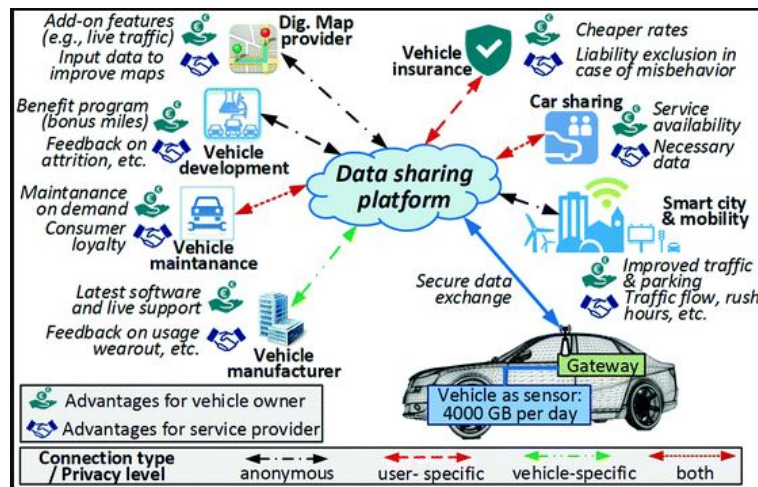 Add-on features
(e.g., live traffic)
Input data to
improve maps
Dig. Map
provider
Benefit program
(bonus miles)
Feedback on
attrition, etc.
Vehicle
development
Maintanance
on demand
Consumer
loyalty
Vehicle
maintanance
Latest software
and live support
Feedback on usage
wearout, etc.
Vehicle
manufacturer
Vehicle
insurance
Cheaper rates
Liability exclusion in
case of misbehavior
Car sharing
Service
availability
Necessary
data
Smart city
& mobility
Improved traffic
& parking
Traffic flow, rush
hours, etc.
Data sharing
platform
Secure data
exchange
Gateway
Vehicle as sensor:
4000 GB per day
Advantages for vehicle owner
Advantages for service provider
Connection type
/ Privacy level
anonymous
user- specific
vehicle-specific
both